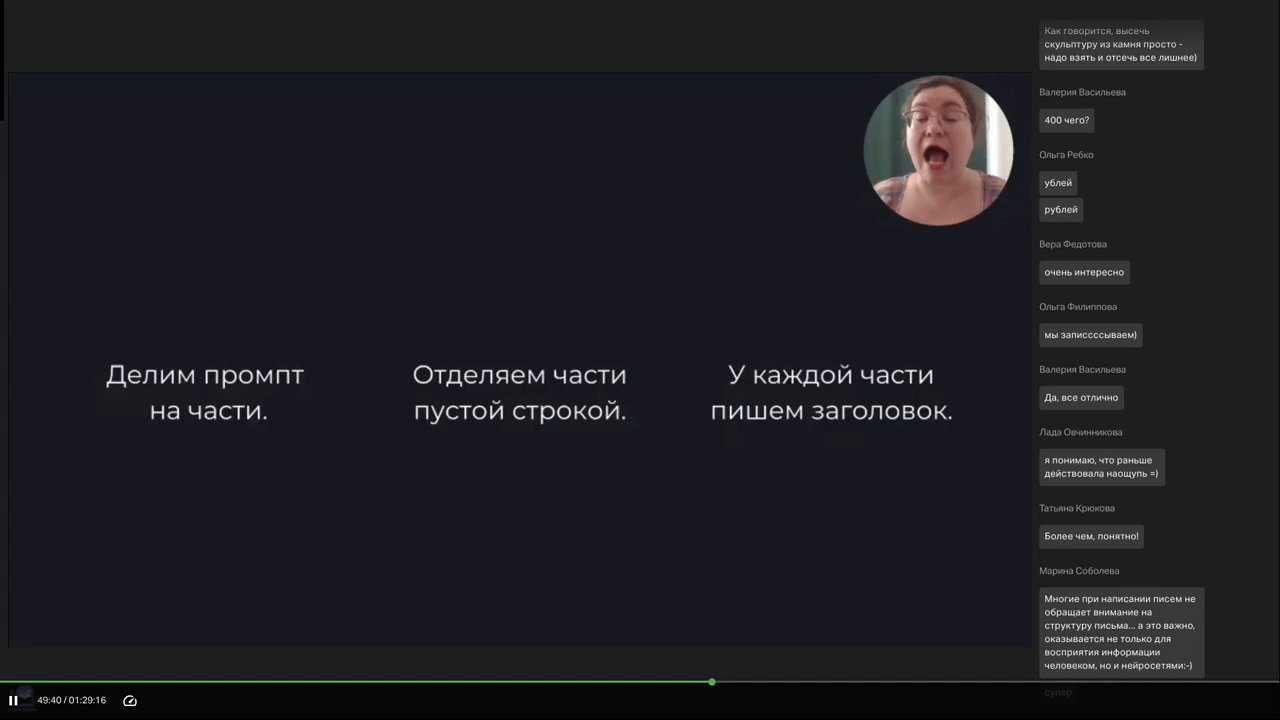 Делим промпт
на части.
Отделяем части
пустой строкой.
У каждой части
пишем заголовок.
Как говорится, высечь
скульптуру из камня просто -
надо взять и отсечь все лишнее)
Валерия Васильева
400 чего?
Ольга Ребко
ублей
рублей
Вера Федотова
очень интересно
Ольга Филиппова
мы записсссываем)
Валерия Васильева
Да, все отлично
Лада Овчинникова
я понимаю, что раньше
действовала наощупь =)
Татьяна Крюкова
Более чем, понятно!
Марина Соболева
Многие при написании писем не
обращает внимание на
структуру письма... а это важно,
оказывается не только для
восприятия информации
человеком, но и нейросетями:-)
супер
49:40 / 01:29:16